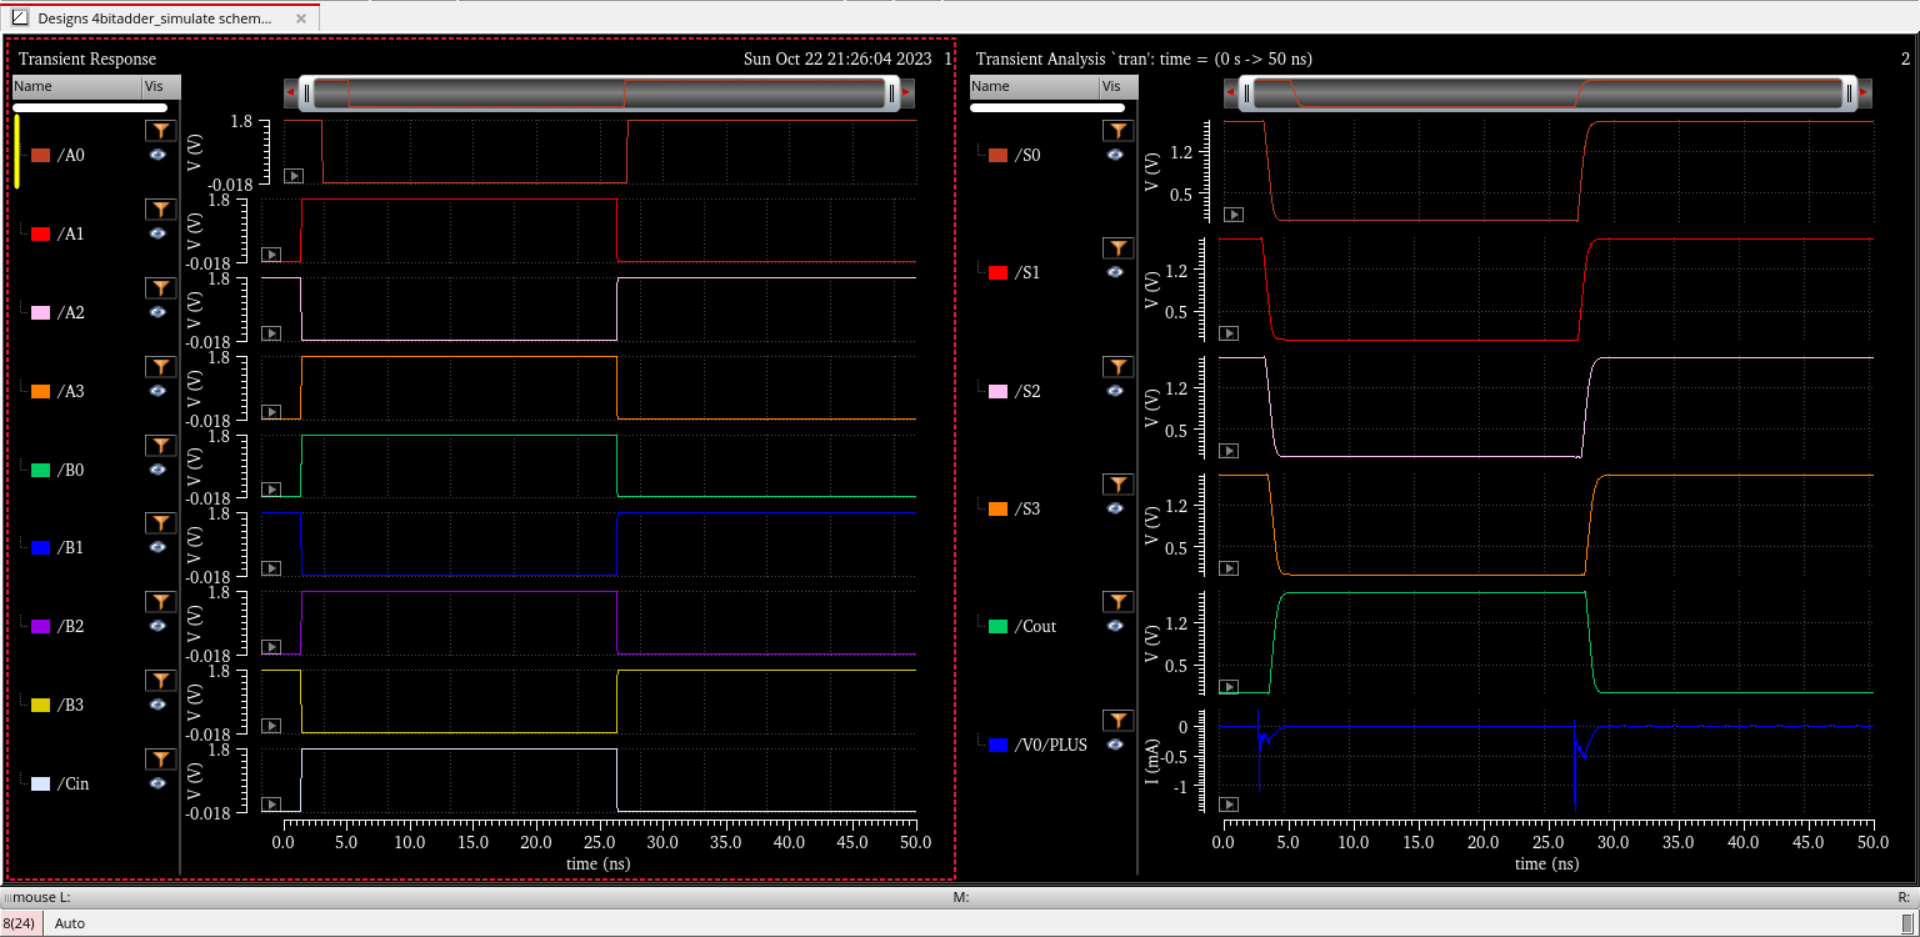 Designs 4bitadder_simulate schem...
Transient Response
Sun Oct 22 21:26:04 2023 1
Name Vis
1.8
V (V)
/A0
-0.018
1.8
V (V)
/A1
-0.018
1.8
V (V)
/A2
-0.018
1.8
V (V)
/A3
-0.018
1.8
V (V)
/B0
-0.018
1.8
V (V)
/B1
-0.018
1.8
V (V)
/B2
-0.018
1.8
V (V)
/B3
-0.018
1.8
V (V)
/Cin
-0.018
0.0 5.0 10.0 15.0 20.0 25.0 30.0 35.0 40.0 45.0 50.0
time (ns)
Transient Analysis `tran': time = (0 s -> 50 ns)
2
Name Vis
/S0
V (V)
1.2
0.5
/S1
V (V)
1.2
0.5
/S2
V (V)
1.2
0.5
/S3
V (V)
1.2
0.5
/Cout
V (V)
1.2
0.5
/V0/PLUS
I (mA)
0
-0.5
-1
0.0 5.0 10.0 15.0 20.0 25.0 30.0 35.0 40.0 45.0 50.0
time (ns)
mouse L: M: R:
8(24) Auto